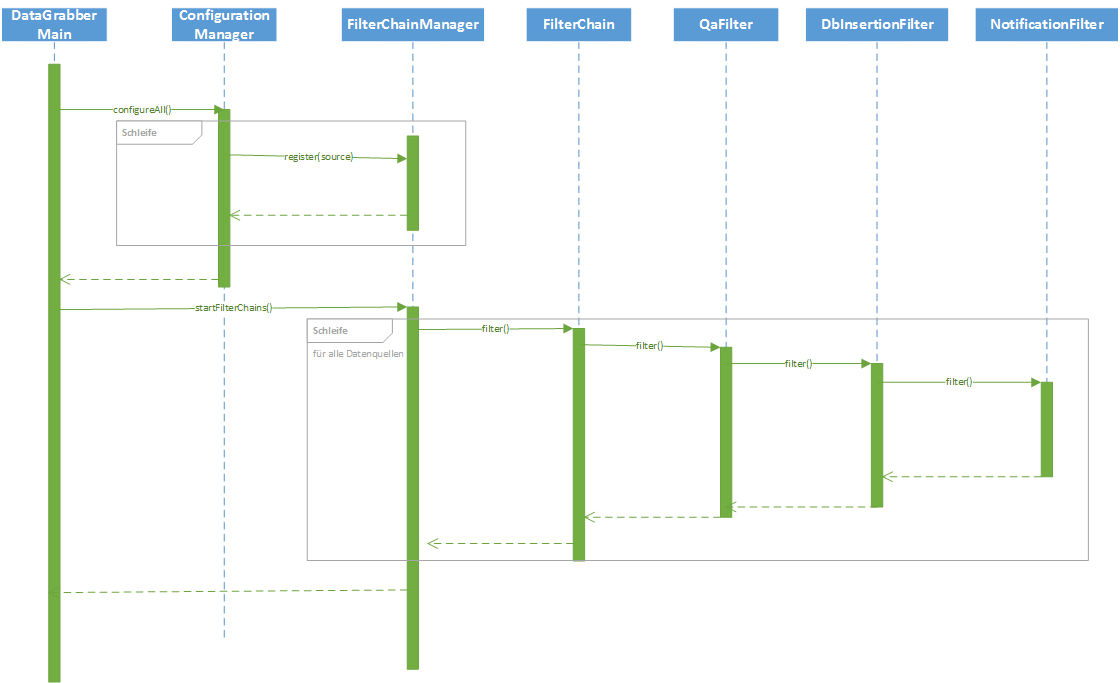 DataGrabber
Main
Configuration
Manager
FilterChainManager
FilterChain
QaFilter
DbInsertionFilter
NotificationFilter
configureAll()
Schleife
register(source)
startFilterChains()
Schleife
filter()
filter()
für alle Datenquellen
filter()
filter()